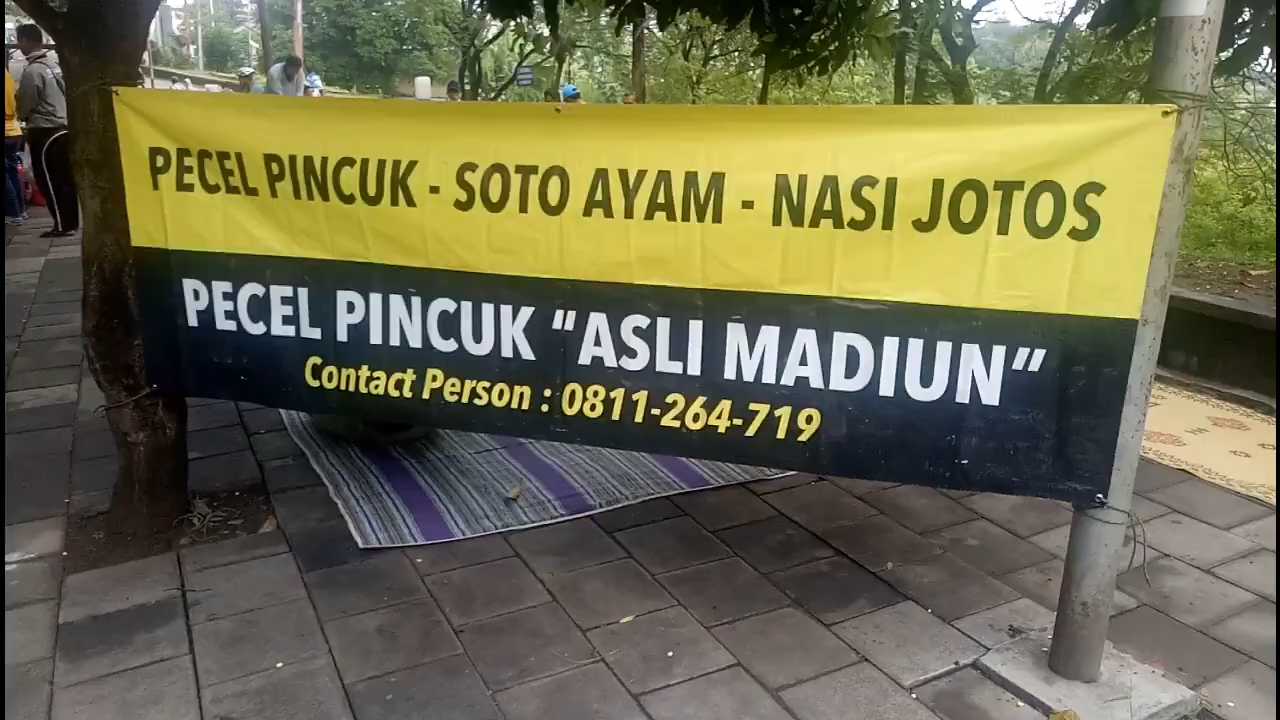 PECEL PINCUK - SOTO AYAM - NASI JOTOS
PECEL PINCUK “ASLI MADIUN”
Contact Person : 0811-264-719